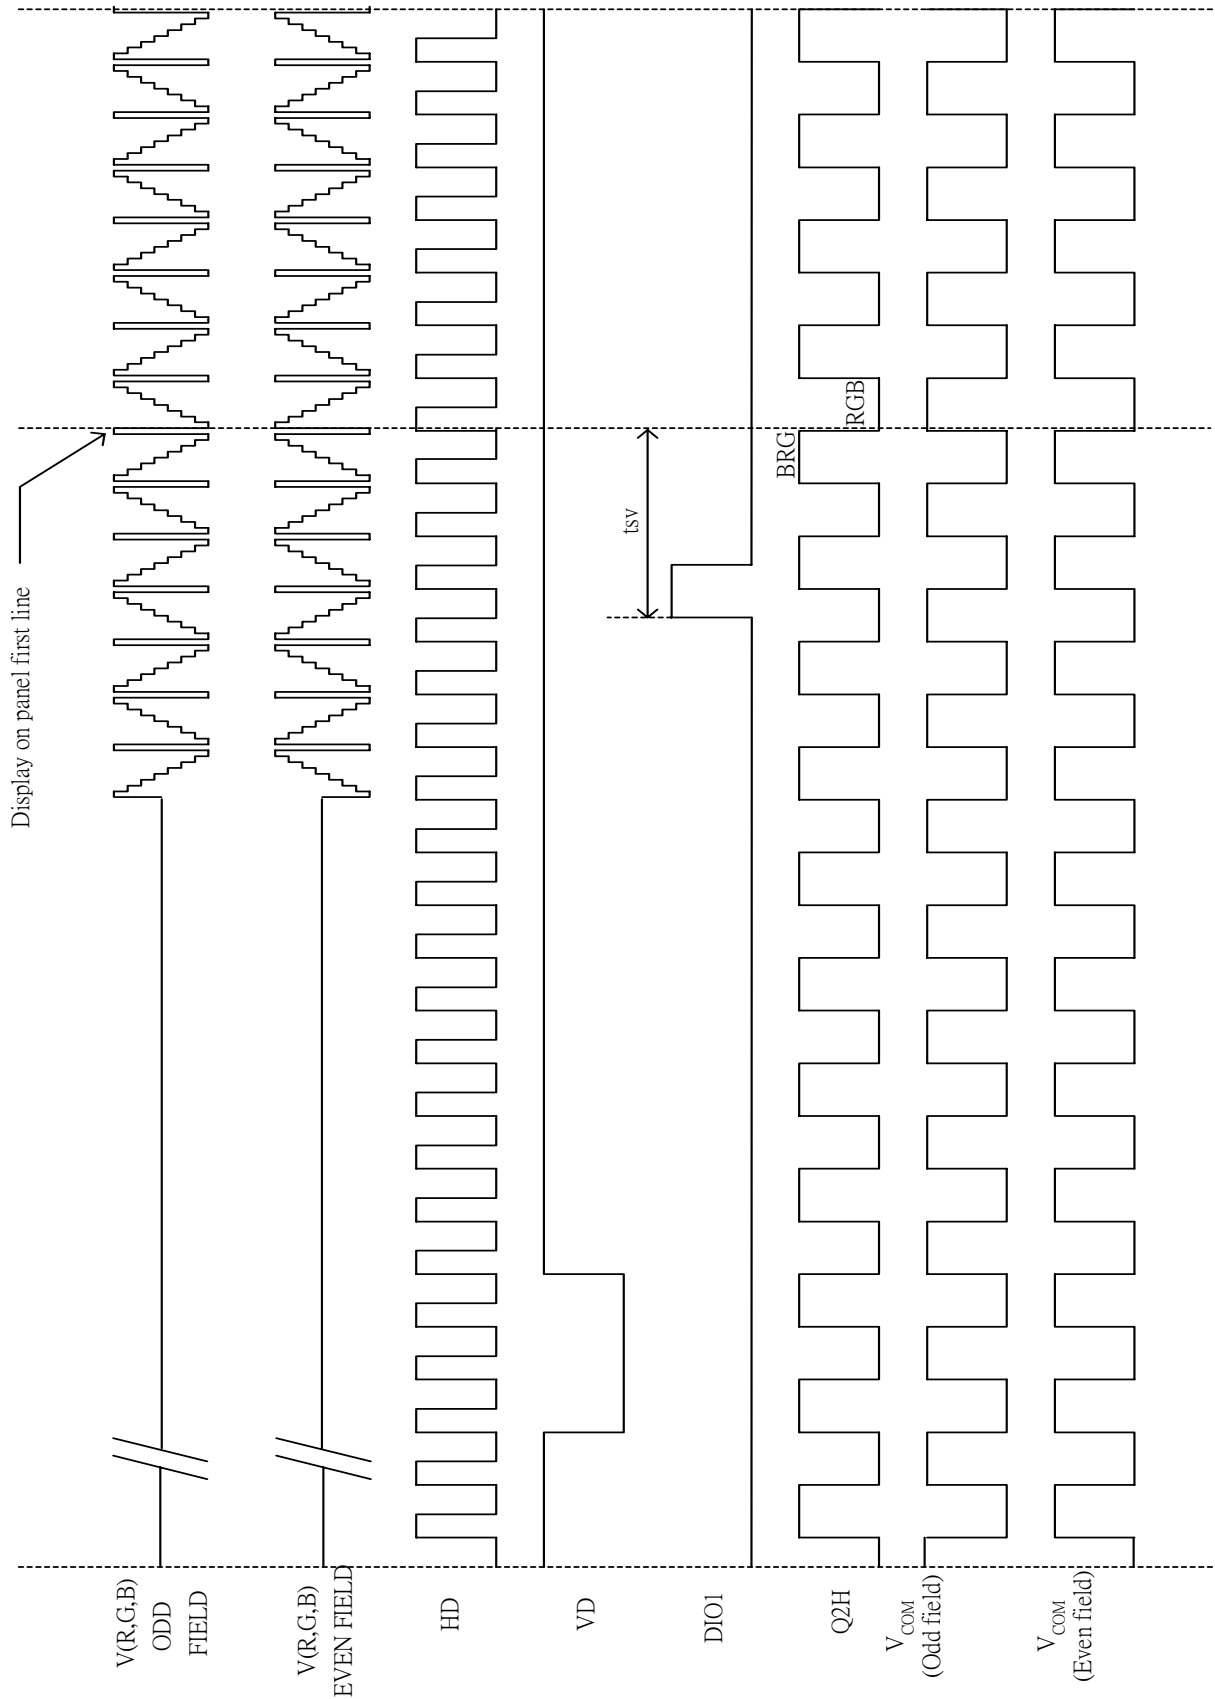 Display on panel first line
V(R,G,B)
ODD
FIELD
V(R,G,B)
EVEN FIELD
HD
VD
tsv
DIO1
BRG
RGB
Q2H
VCOM
(Odd field)
VCOM
(Even field)